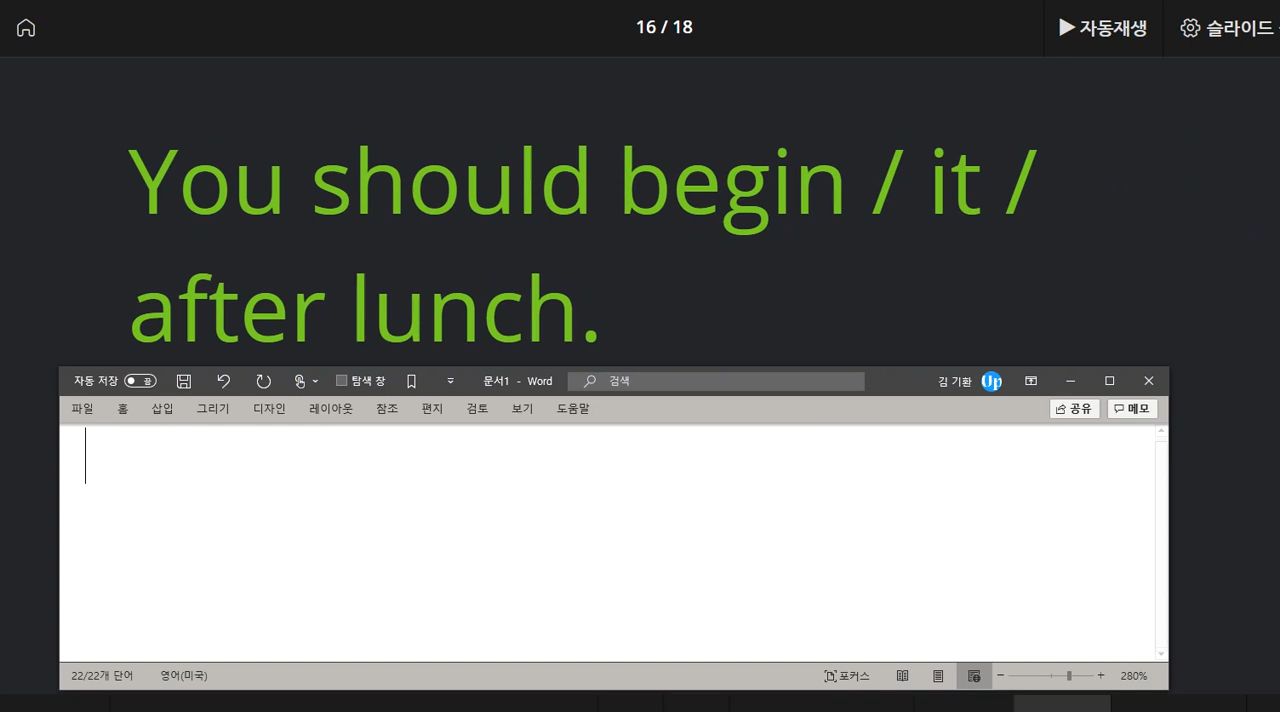 16 / 18
▶ 자동재생
슬라이드
You should begin / it /
after lunch.
자동 저장 끔 탐색 창 문서1 - Word 검색 김 기환 Up
파일 홈 삽입 그리기 디자인 레이아웃 참조 편지 검토 보기 도움말 공유 메모
22/22개 단어 영어(미국) 포커스 280%